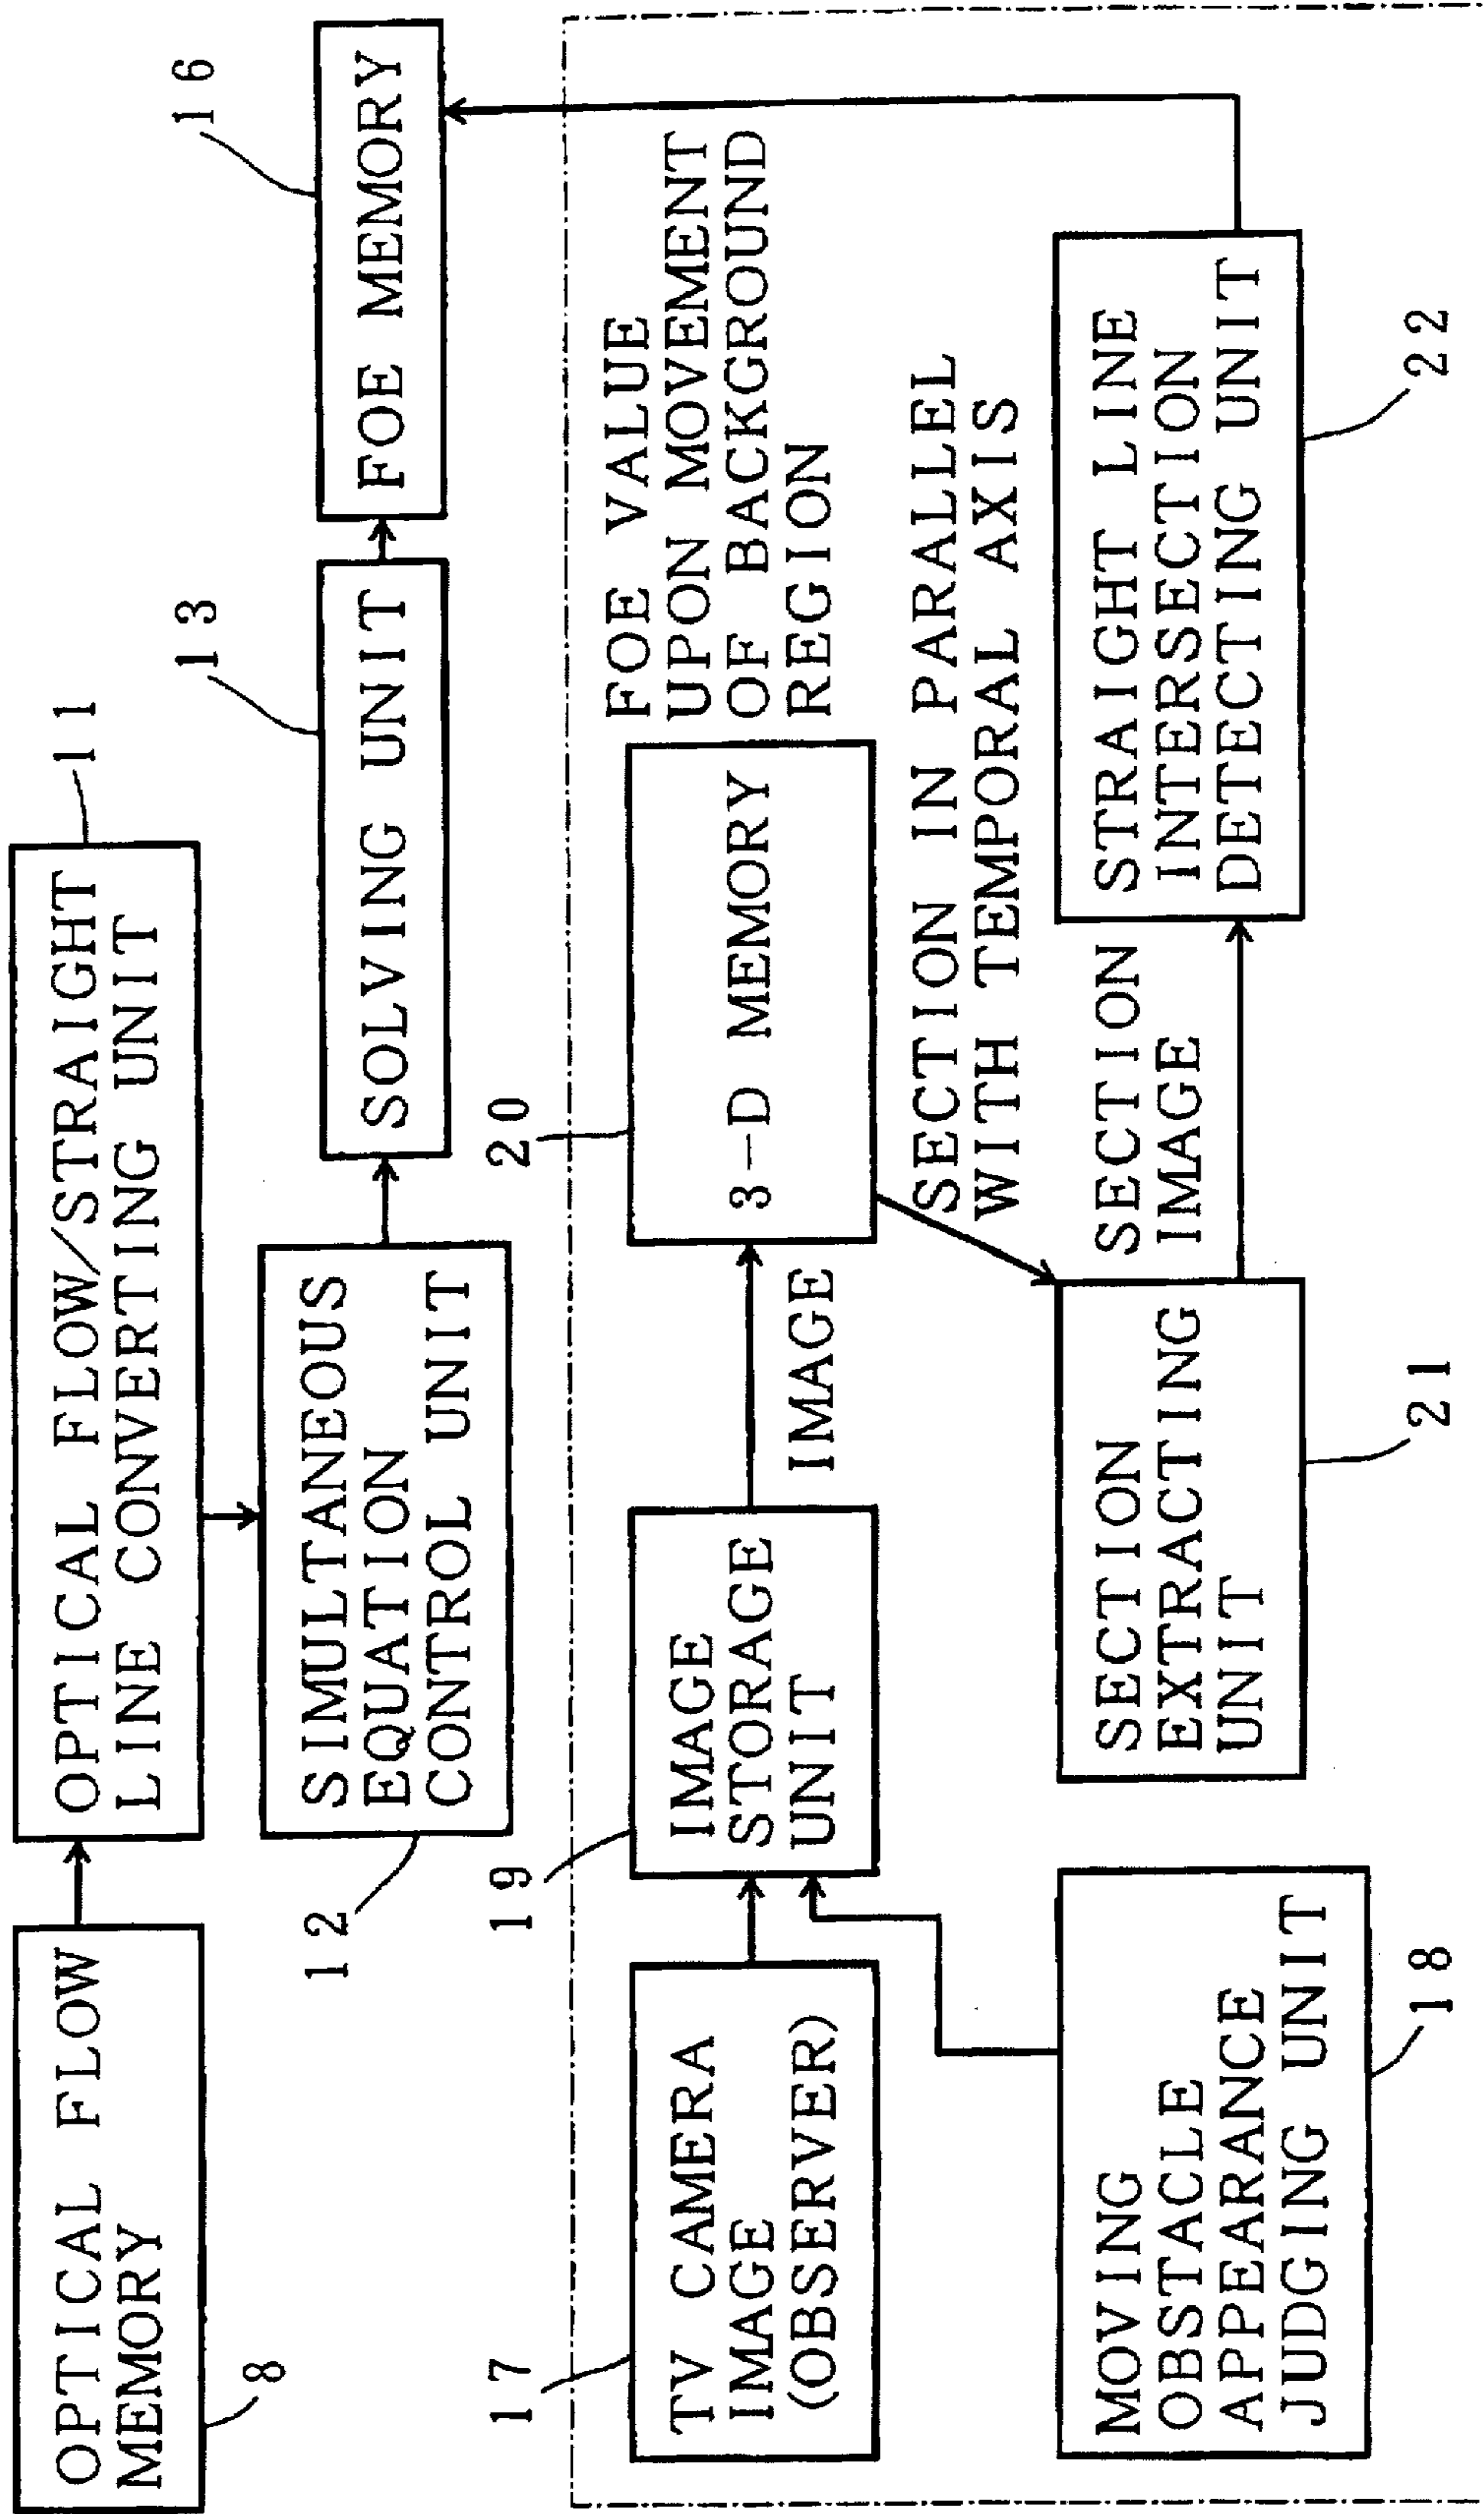 OPTICAL FLOW
MEMORY
8
OPTICAL FLOW/STRAIGHT
LINE CONVERTING UNIT
11
SIMULTANEOUS
EQUATION
CONTROL UNIT
12
SOLVING UNIT
13
FOE MEMORY
16
17
TV CAMERA
IMAGE
(OBSERVER)
19
IMAGE
STORAGE
UNIT
IMAGE
20
3-D MEMORY
FOE VALUE
UPON MOVEMENT
OF BACKGROUND
REGION
SECTION IN PARALLEL
WITH TEMPORAL AXIS
MOVING
OBSTACLE
APPEARANCE
JUDGING UNIT
18
SECTION
EXTRACTING
UNIT
21
SECTION
IMAGE
STRAIGHT LINE
INTERSECTION
DETECTING UNIT
22